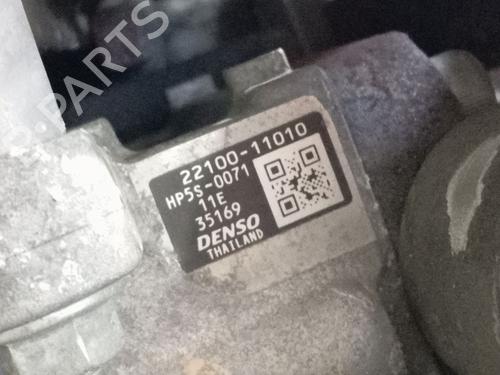 22100-11010
HP5S-0071
11E
35169
DENSO
THAILAND
PARTS